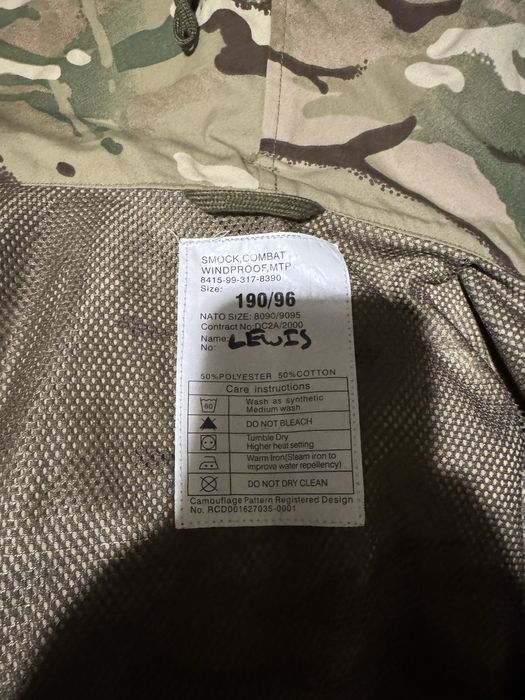 SMOCK,COMBAT
WINDPROOF,MTP
8415-99-317-8390
Size:
190/96
NATO SIZE: 8090/9095
Contract No:DC2A/2000
Name: LEWIS
No:
50%POLYESTER 50%COTTON
Care instructions
60
Wash as synthetic
Medium wash
DO NOT BLEACH
Tumble Dry
Higher heat setting
Warm Iron(Steam iron to
improve water repellency)
DO NOT DRY CLEAN
Camouflage Pattern Registered Design
No. RCD001627035-0001